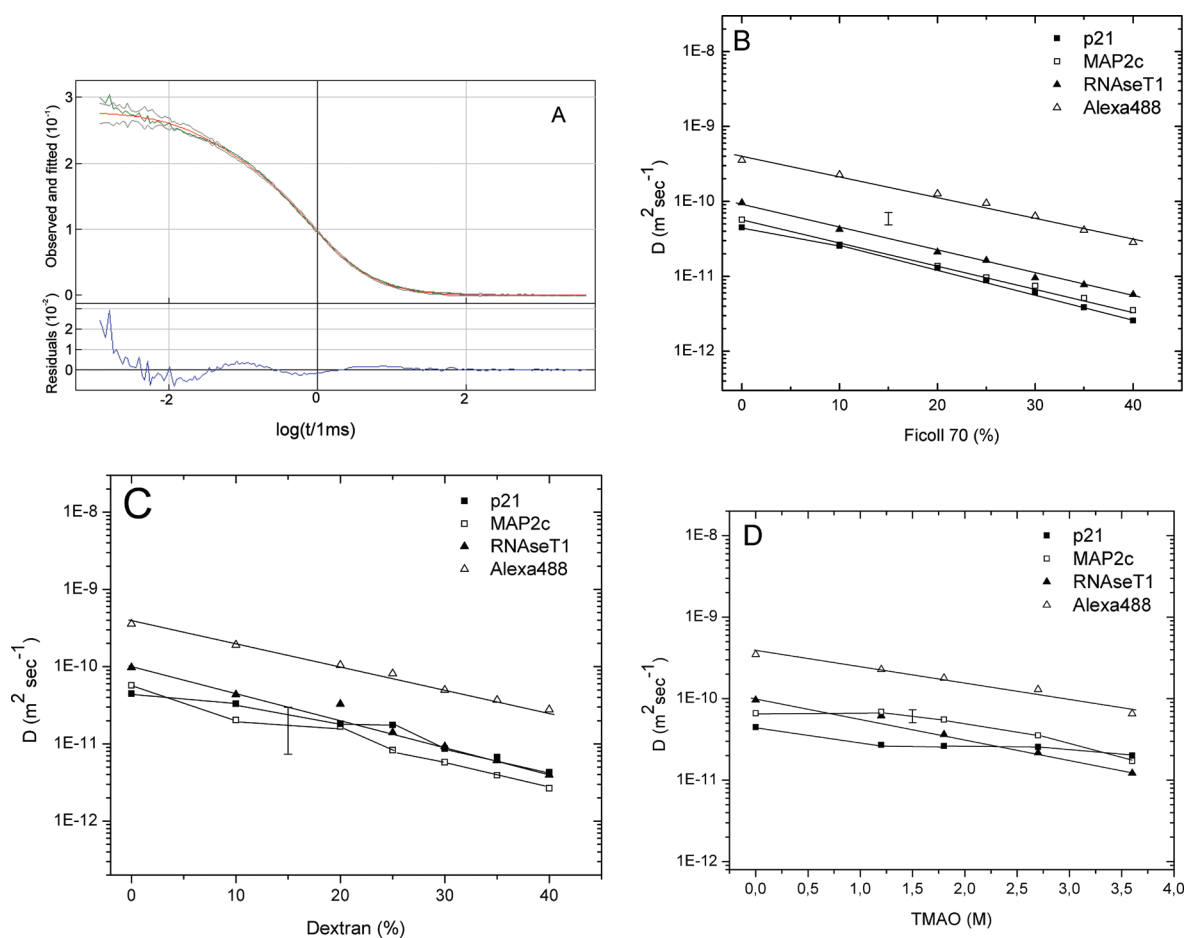 A
Observed and fitted (10⁻¹)
3
2
1
0
Residuals (10⁻²)
2
1
0
-2
0
2
log(t/1ms)
B
p21
MAP2c
RNAseT1
Alexa488
D (m²sec⁻¹)
1E-8
1E-9
1E-10
1E-11
1E-12
0
10
20
30
40
Ficoll 70 (%)
C
p21
MAP2c
RNAseT1
Alexa488
D (m² sec⁻¹)
1E-8
1E-9
1E-10
1E-11
1E-12
0
10
20
30
40
Dextran (%)
D
p21
MAP2c
RNAseT1
Alexa488
D (m²sec⁻¹)
1E-8
1E-9
1E-10
1E-11
1E-12
0,0
0,5
1,0
1,5
2,0
2,5
3,0
3,5
4,0
TMAO (M)